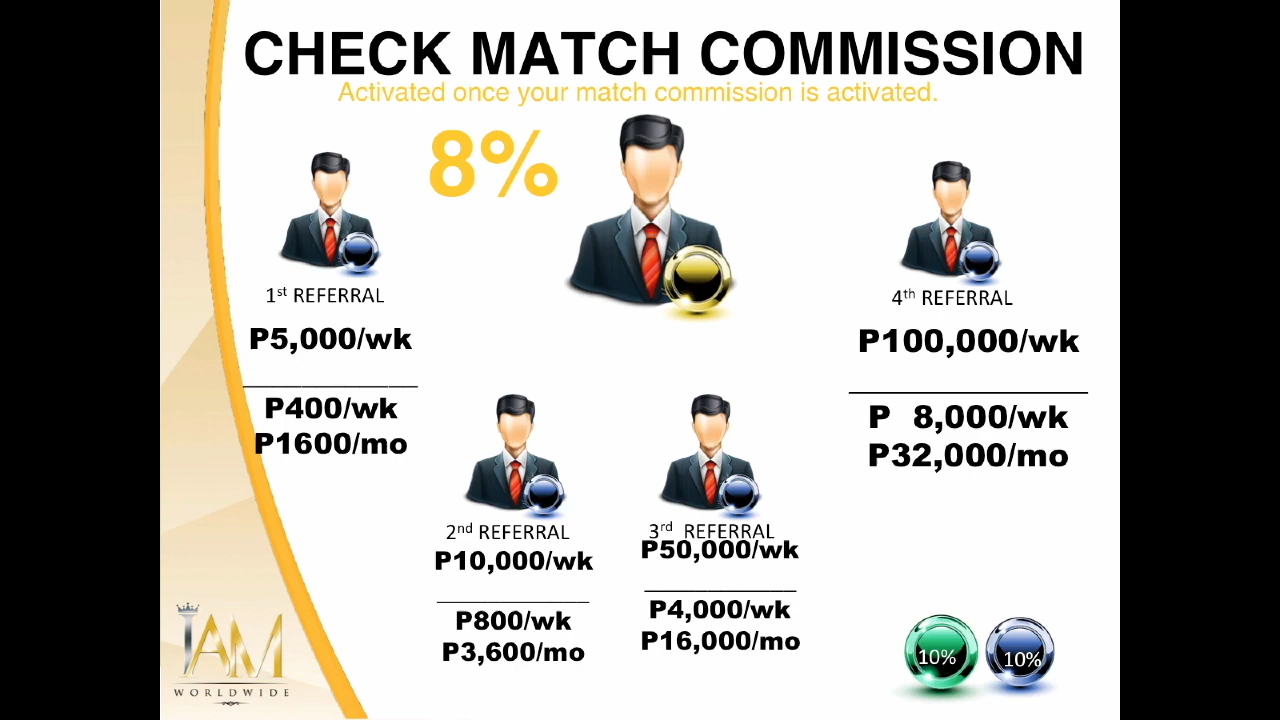 CHECK MATCH COMMISSION
Activated once your match commission is activated.
8%
1st REFERRAL
P5,000/wk
P400/wk
P1600/mo
2nd REFERRAL
P10,000/wk
P800/wk
P3,600/mo
3rd REFERRAL
P50,000/wk
P4,000/wk
P16,000/mo
4th REFERRAL
P100,000/wk
P 8,000/wk
P32,000/mo
IAM
WORLDWIDE
10%
10%